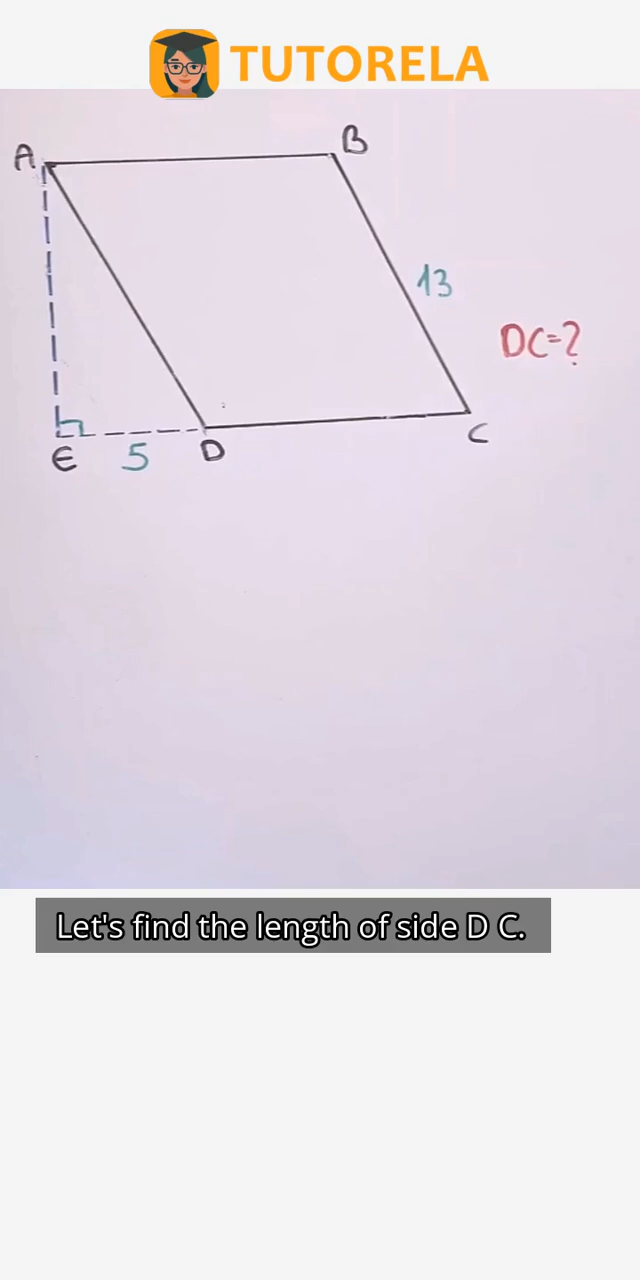 TUTORELA
A
B
13
DC=?
E 5 D
C
Let's find the length of side D C.